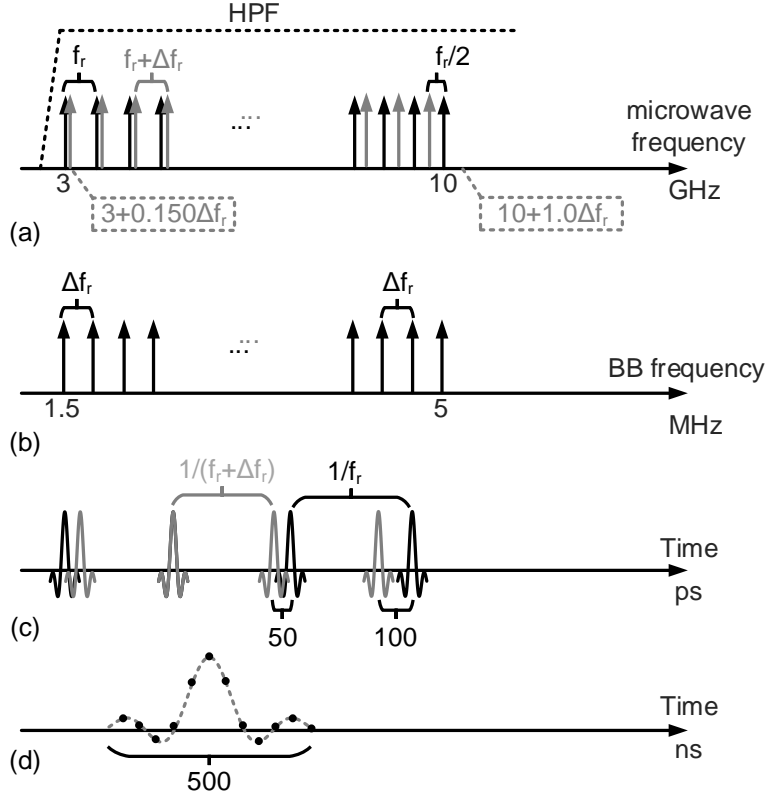 HPF
fr
fr+Δfr
fr/2
... ...
microwave
frequency
3
10
GHz
3+0.150Δfr
10+1.0Δfr
(a)
Δfr
Δfr
... ...
BB frequency
1.5
5
MHz
(b)
1/(fr+Δfr)
1/fr
Time
ps
50
100
(c)
Time
ns
500
(d)